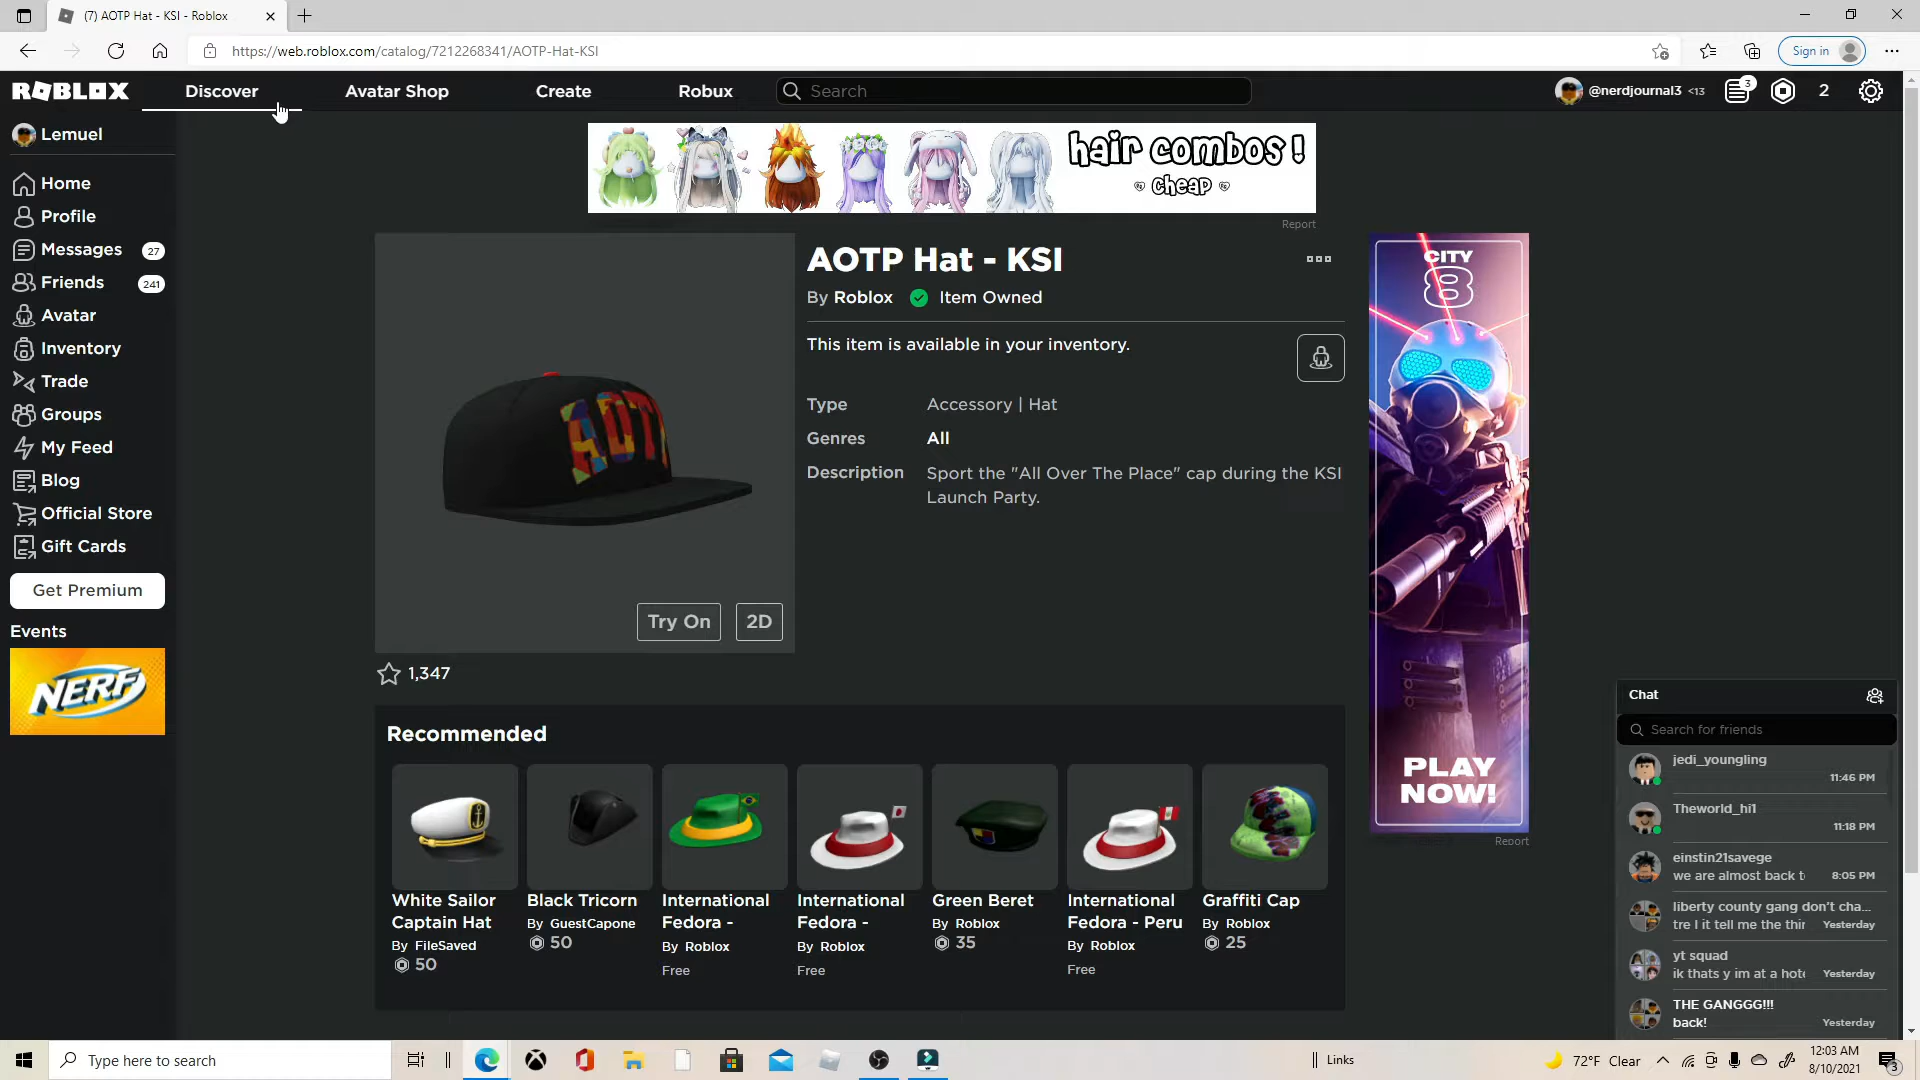 (7) AOTP Hat - KSI - Roblox
https://web.roblox.com/catalog/7212268341/AOTP-Hat-KSI
Sign in
ROBLOX
Discover
Avatar Shop
Create
Robux
Search
@nerdjournal3 <13
3
2
Lemuel
Home
Profile
Messages 27
Friends 241
Avatar
Inventory
Trade
Groups
My Feed
Blog
Official Store
Gift Cards
Get Premium
Events
NERF
hair combos!
cheap
Report
AOTP
Try On
2D
1,347
AOTP Hat - KSI
By Roblox Item Owned
This item is available in your inventory.
Type Accessory | Hat
Genres All
Description Sport the "All Over The Place" cap during the KSI
Launch Party.
CITY
8
PLAY
NOW!
Report
Recommended
White Sailor
Captain Hat
By FileSaved
50
Black Tricorn
By GuestCapone
50
International
Fedora -
By Roblox
Free
International
Fedora -
By Roblox
Free
Green Beret
By Roblox
35
International
Fedora - Peru
By Roblox
Free
Graffiti Cap
By Roblox
25
Chat
Search for friends
jedi_youngling
11:46 PM
Theworld_hi1
11:18 PM
einstin21savege
we are almost back t 8:05 PM
liberty county gang don't cha...
tre I it tell me the thir Yesterday
yt squad
ik thats y im at a hote Yesterday
THE GANGGG!!!
back! Yesterday
Type here to search
Links
72°F Clear
12:03 AM
8/10/2021
3